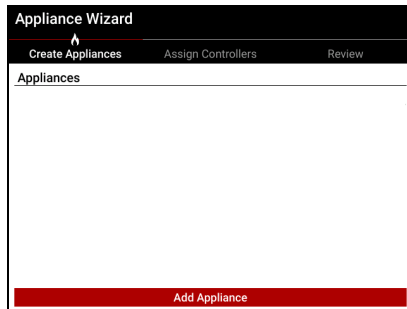 Appliance Wizard
Create Appliances Assign Controllers Review
Appliances
Add Appliance